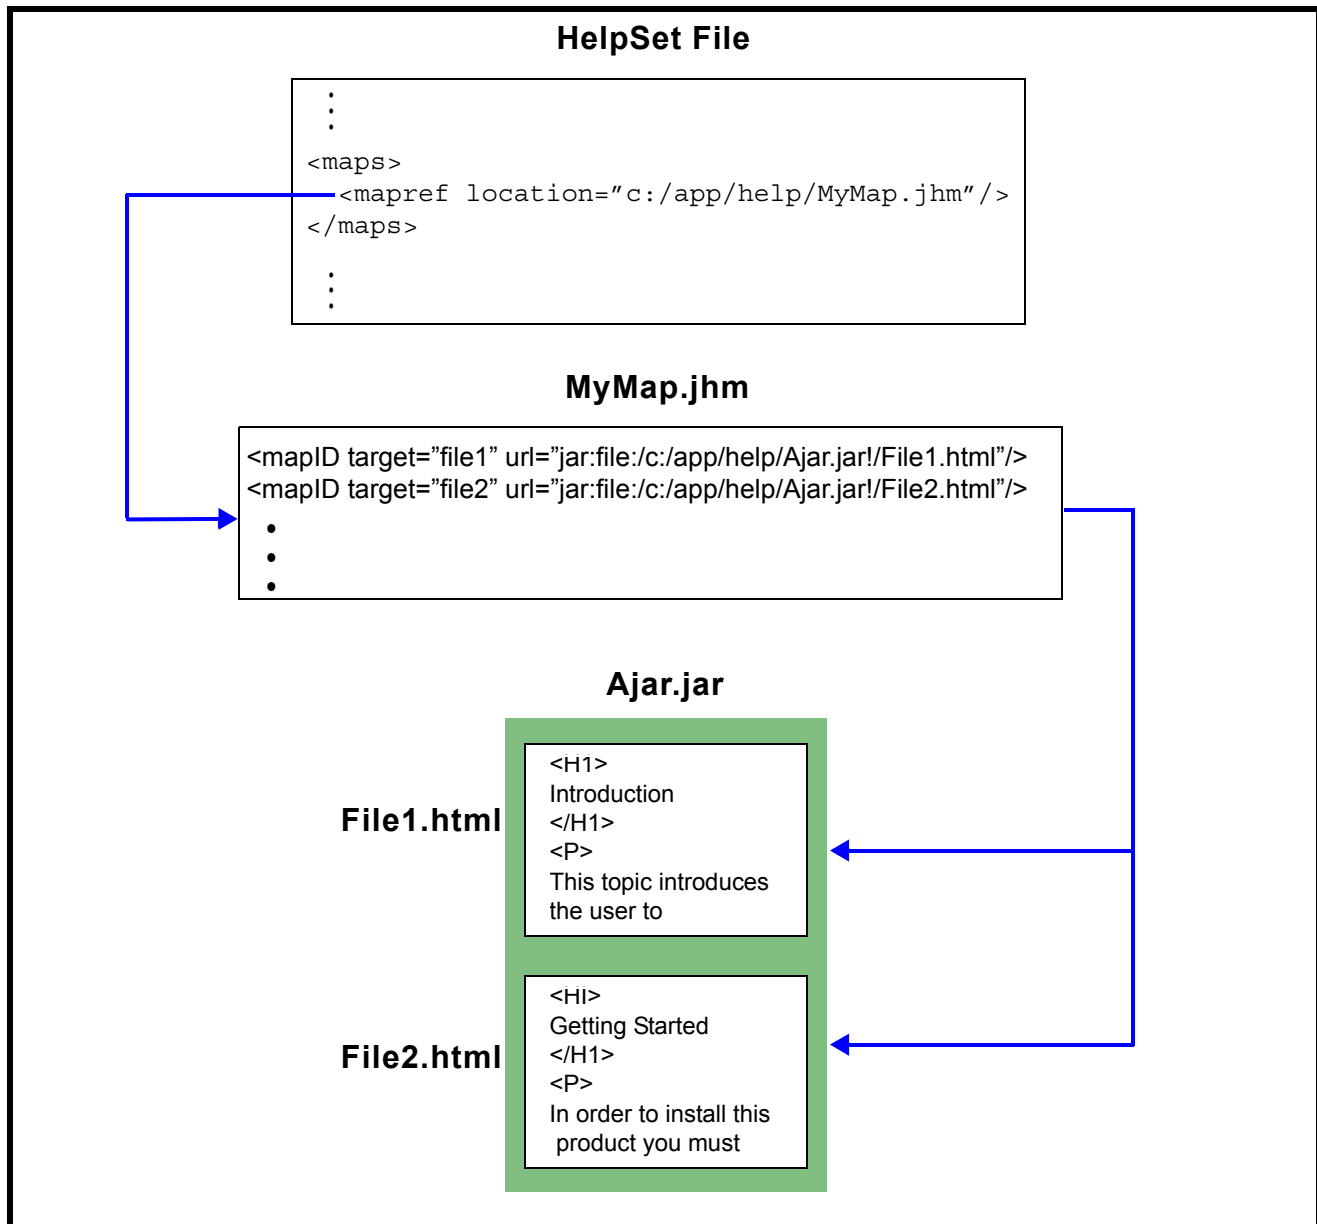 HelpSet File
<maps>
<mapref location=”c:/app/help/MyMap.jhm”/>
</maps>
MyMap.jhm
<mapID target=”file1” url=”jar:file:/c:/app/help/Ajar.jar!/File1.html”/>
<mapID target=”file2” url=”jar:file:/c:/app/help/Ajar.jar!/File2.html”/>
Ajar.jar
File1.html
<H1>
Introduction
</H1>
<P>
This topic introduces
the user to
File2.html
<HI>
Getting Started
</H1>
<P>
In order to install this
product you must